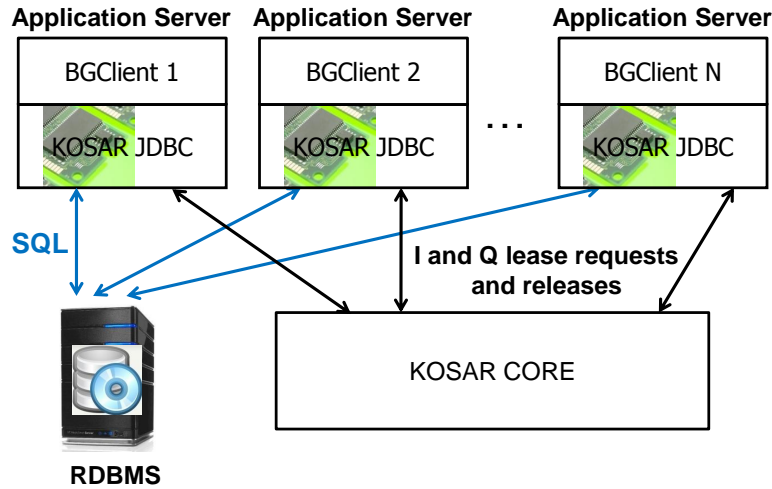 Application Server
Application Server
Application Server
BGClient 1
BGClient 2
BGClient N
KOSAR JDBC
KOSAR JDBC
. . .
KOSAR JDBC
SQL
I and Q lease requests
and releases
KOSAR CORE
RDBMS